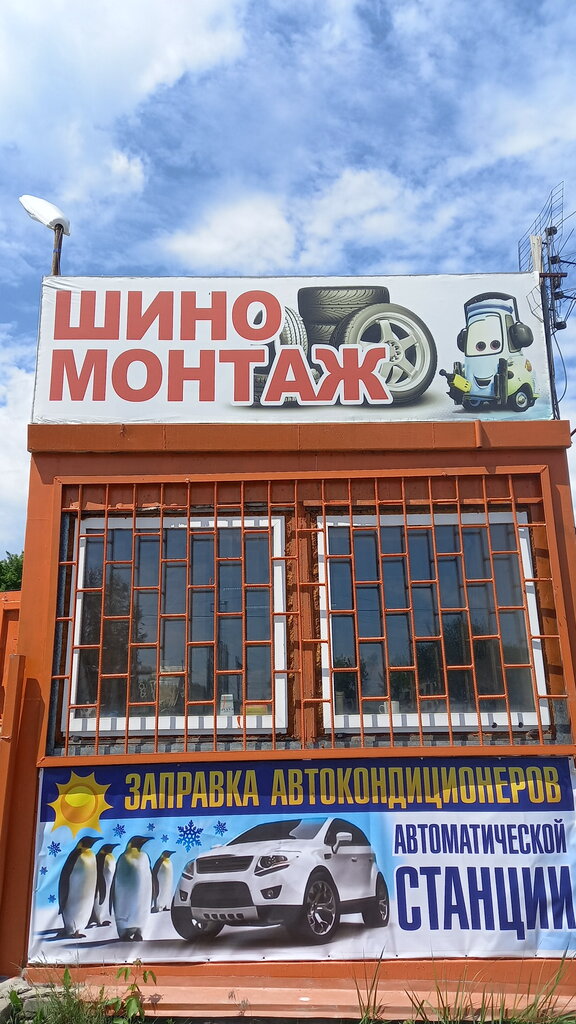 ШИНО
МОНТАЖ
ЗАПРАВКА АВТОКОНДИЦИОНЕРОВ
АВТОМАТИЧЕСКОЙ
СТАНЦИИ